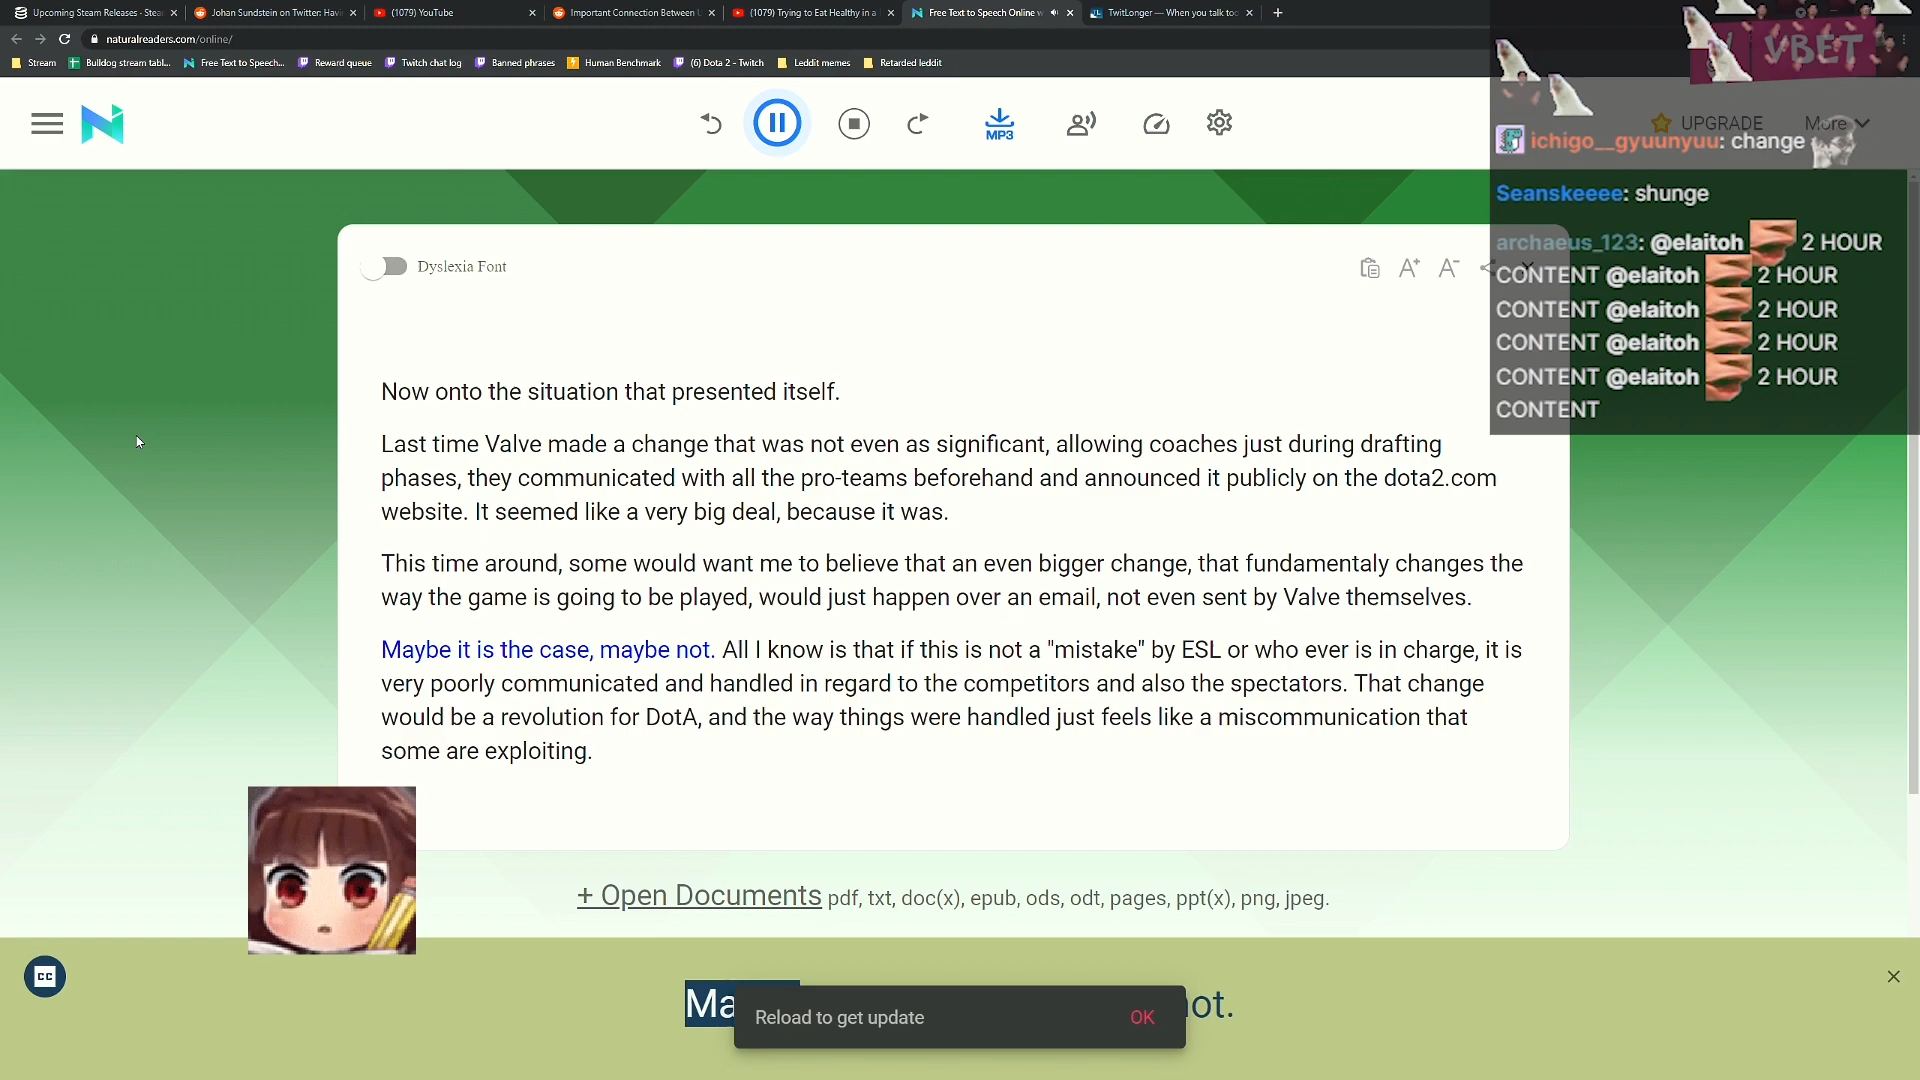 Upcoming Steam Releases - Stea
Johan Sundstein on Twitter: Havi
(1079) YouTube
Important Connection Between
(1079) Trying to Eat Healthy in a
Free Text to Speech Online w
TwitLonger — When you talk too
naturalreaders.com/online/
Stream
Bulldog stream tabl...
Free Text to Speech...
Reward queue
Twitch chat log
Banned phrases
Human Benchmark
(6) Dota 2 - Twitch
Leddit memes
Retarded leddit
VBET
MP3
UPGRADE
More
ichigo__gyuunyuu: change
Seanskeeee: shunge
archaeus_123: @elaitoh 2 HOUR
CONTENT @elaitoh 2 HOUR
CONTENT @elaitoh 2 HOUR
CONTENT @elaitoh 2 HOUR
CONTENT @elaitoh 2 HOUR
CONTENT
Dyslexia Font
A+
A-
Now onto the situation that presented itself.
Last time Valve made a change that was not even as significant, allowing coaches just during drafting
phases, they communicated with all the pro-teams beforehand and announced it publicly on the dota2.com
website. It seemed like a very big deal, because it was.
This time around, some would want me to believe that an even bigger change, that fundamentaly changes the
way the game is going to be played, would just happen over an email, not even sent by Valve themselves.
Maybe it is the case, maybe not. All I know is that if this is not a "mistake" by ESL or who ever is in charge, it is
very poorly communicated and handled in regard to the competitors and also the spectators. That change
would be a revolution for DotA, and the way things were handled just feels like a miscommunication that
some are exploiting.
+ Open Documents pdf, txt, doc(x), epub, ods, odt, pages, ppt(x), png, jpeg.
CC
Ma
ot.
Reload to get update
OK